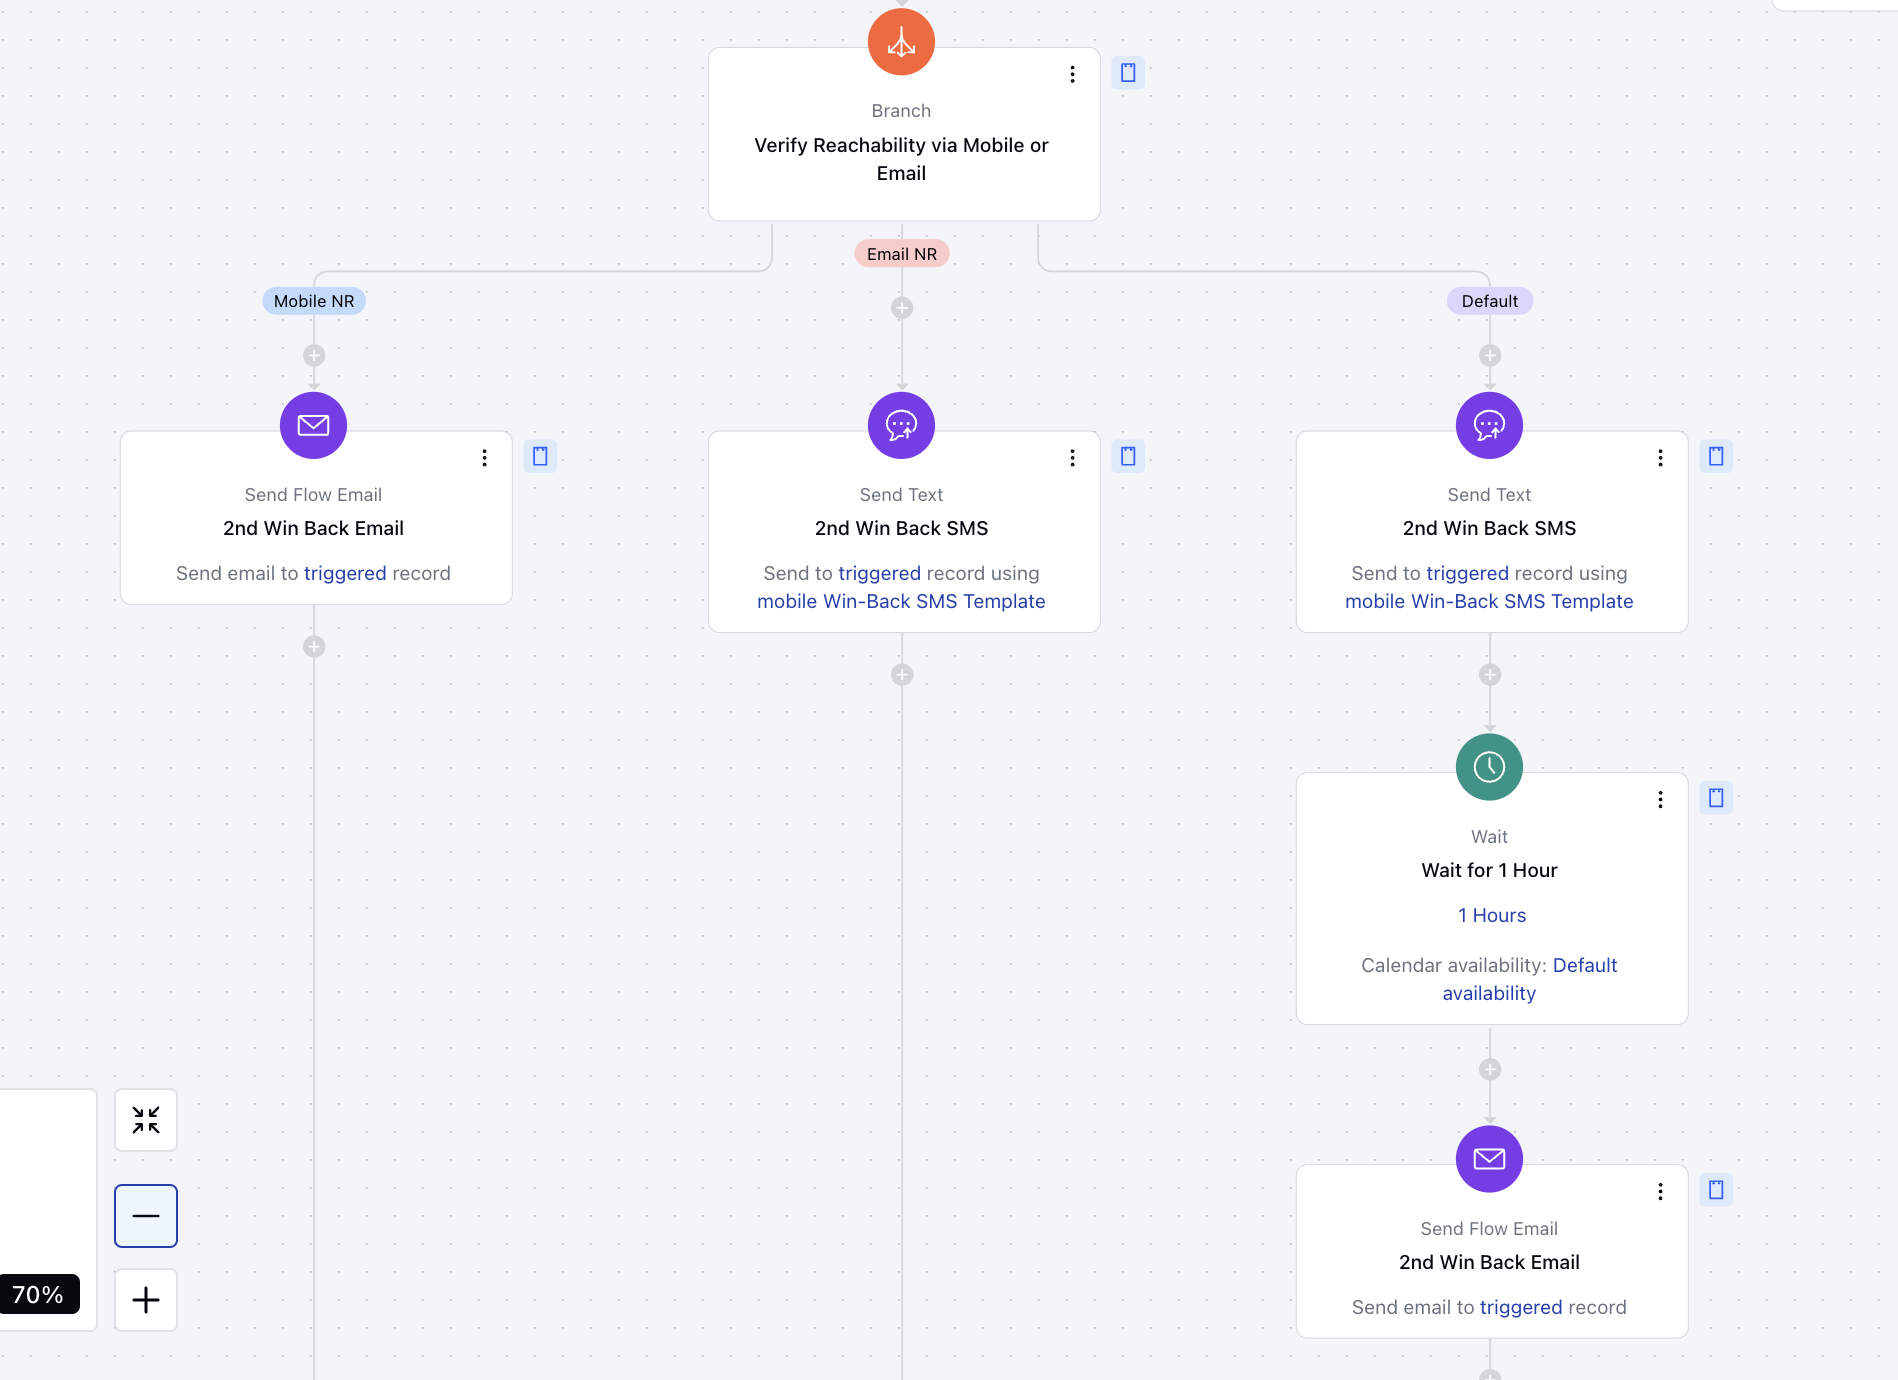 Branch
Verify Reachability via Mobile or
Email
Email NR
Mobile NR
Default
Send Flow Email
2nd Win Back Email
Send email to triggered record
Send Text
2nd Win Back SMS
Send to triggered record using
mobile Win-Back SMS Template
Send Text
2nd Win Back SMS
Send to triggered record using
mobile Win-Back SMS Template
Wait
Wait for 1 Hour
1 Hours
Calendar availability: Default
availability
Send Flow Email
2nd Win Back Email
Send email to triggered record
70%